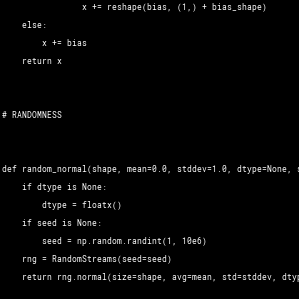 x += reshape(bias, (1,) + bias_shape)
else:
x += bias
return x
# RANDOMNESS
def random_normal(shape, mean=0.0, stddev=1.0, dtype=None,
if dtype is None:
dtype = floatx()
if seed is None:
seed = np.random.randint(1, 10e6)
rng = RandomStreams(seed=seed)
return rng.normal(size=shape, avg=mean, std=stddev,